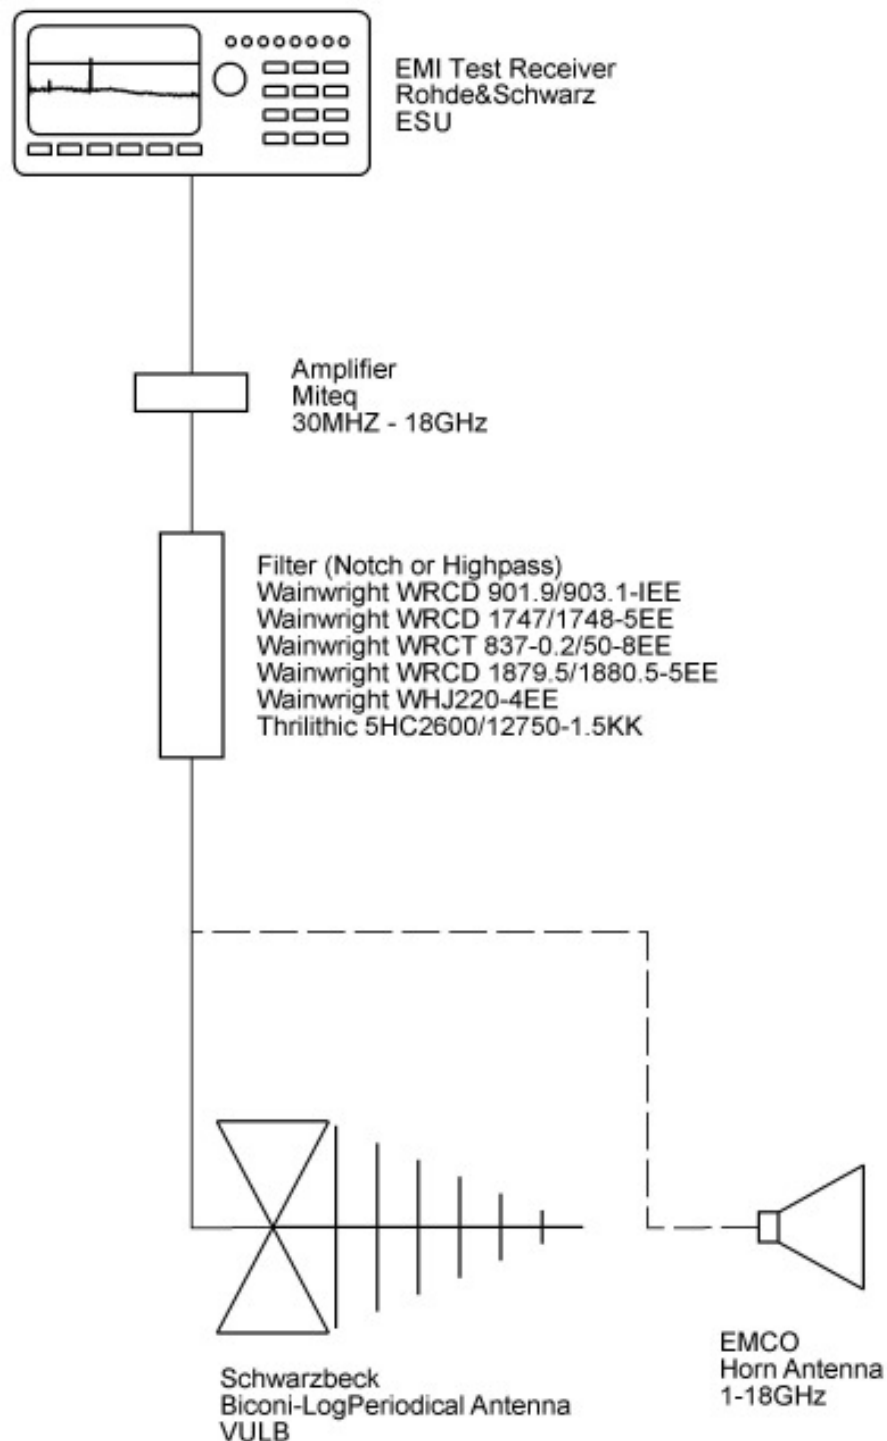 EMI Test Receiver
Rohde&Schwarz
ESU
Amplifier
Miteq
30MHZ - 18GHz
Filter (Notch or Highpass)
Wainwright WRCD 901.9/903.1-IEE
Wainwright WRCD 1747/1748-5EE
Wainwright WRCT 837-0.2/50-8EE
Wainwright WRCD 1879.5/1880.5-5EE
Wainwright WHJ220-4EE
Thrilithic 5HC2600/12750-1.5KK
Schwarzbeck
Biconi-LogPeriodical Antenna
VULB
EMCO
Horn Antenna
1-18GHz